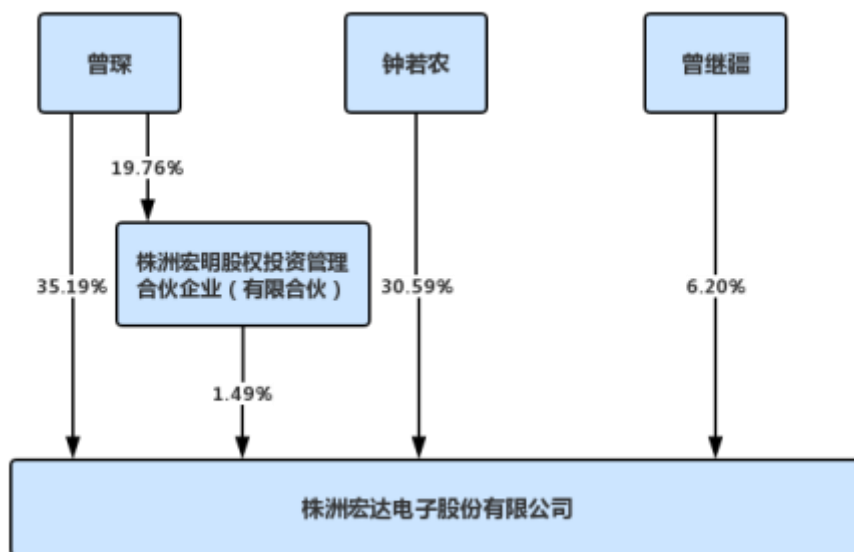 曾琛
钟若农
曾继疆
19.76%
株洲宏明股权投资管理
合伙企业（有限合伙）
35.19%
30.59%
6.20%
1.49%
株洲宏达电子股份有限公司